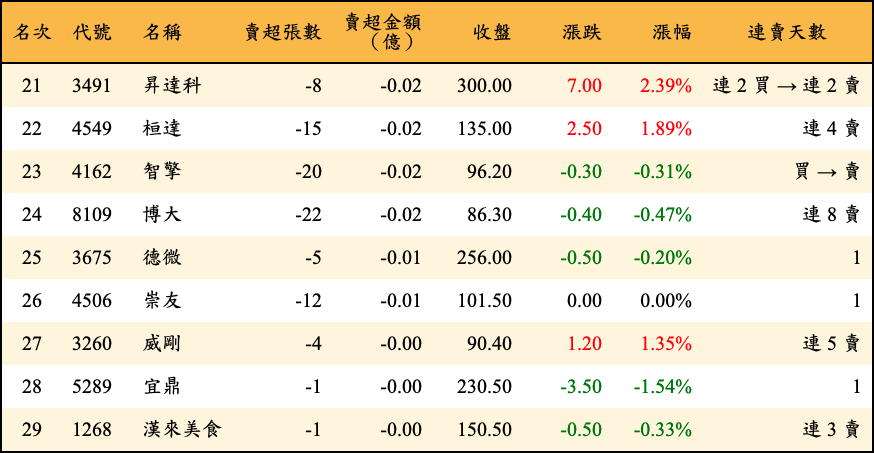 名次 代號 名稱 賣超張數 賣超金額（億） 收盤 漲跌 漲幅 連賣天數
21 3491 昇達科 -8 -0.02 300.00 7.00 2.39% 連 2 買 → 連 2 賣
22 4549 桓達 -15 -0.02 135.00 2.50 1.89% 連 4 賣
23 4162 智擎 -20 -0.02 96.20 -0.30 -0.31% 買 → 賣
24 8109 博大 -22 -0.02 86.30 -0.40 -0.47% 連 8 賣
25 3675 德微 -5 -0.01 256.00 -0.50 -0.20% 1
26 4506 崇友 -12 -0.01 101.50 0.00 0.00% 1
27 3260 威剛 -4 -0.00 90.40 1.20 1.35% 連 5 賣
28 5289 宜鼎 -1 -0.00 230.50 -3.50 -1.54% 1
29 1268 漢來美食 -1 -0.00 150.50 -0.50 -0.33% 連 3 賣